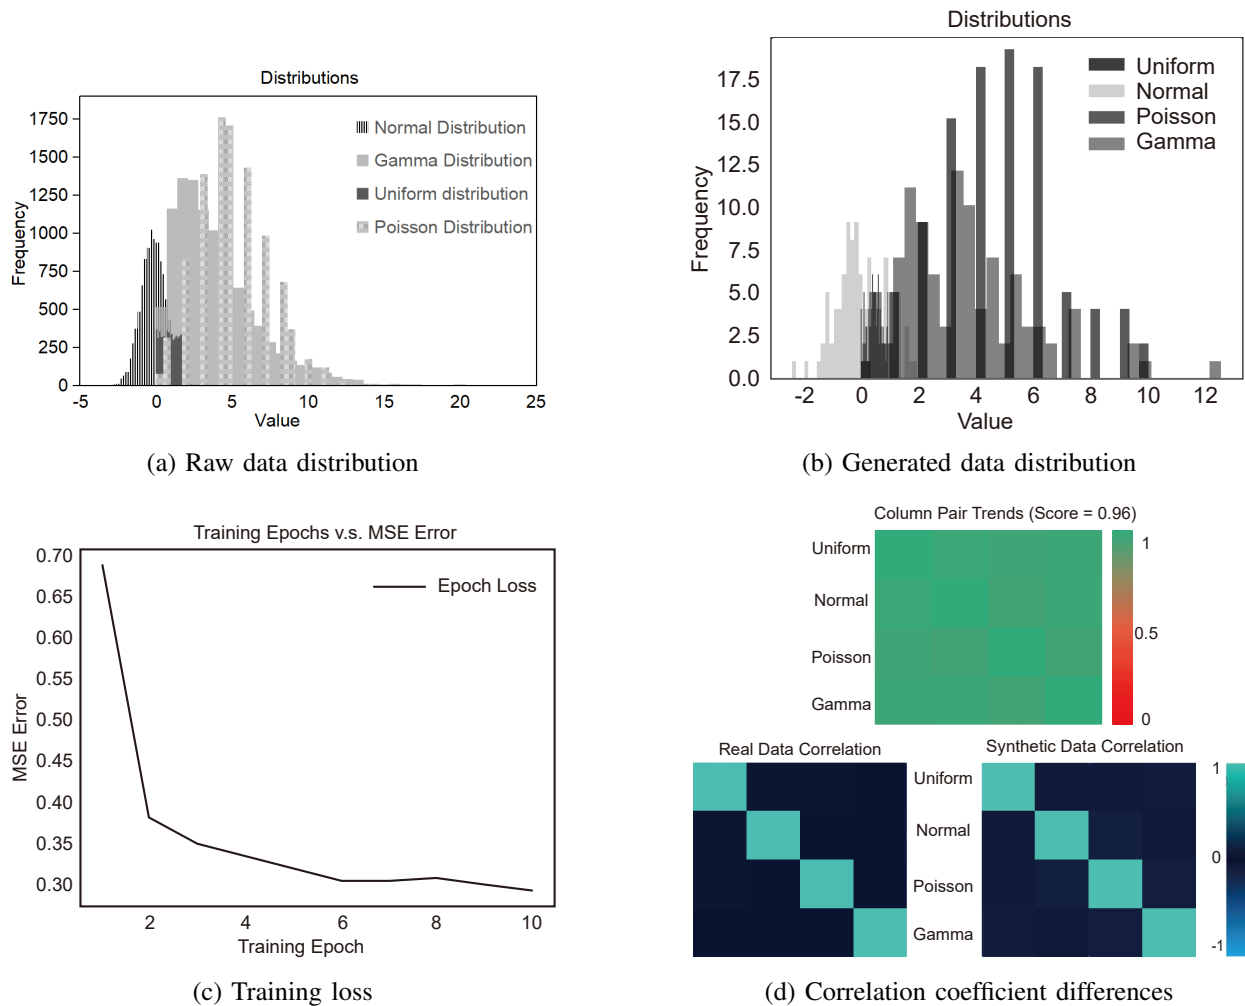 Distributions
1750
1500
1250
1000
750
500
250
0
Frequency
Normal Distribution
Gamma Distribution
Uniform distribution
Poisson Distribution
-5 0 5 10 15 20 25
Value
(a) Raw data distribution
Distributions
17.5
15.0
12.5
10.0
7.5
5.0
2.5
0.0
Frequency
Uniform
Normal
Poisson
Gamma
-2 0 2 4 6 8 10 12
Value
(b) Generated data distribution
Training Epochs v.s. MSE Error
0.70
0.65
0.60
0.55
0.50
0.45
0.40
0.35
0.30
MSE Error
Epoch Loss
2 4 6 8 10
Training Epoch
(c) Training loss
Column Pair Trends (Score = 0.96)
Uniform
Normal
Poisson
Gamma
1
0.5
0
Real Data Correlation
Synthetic Data Correlation
Uniform
Normal
Poisson
Gamma
1
0
-1
(d) Correlation coefficient differences